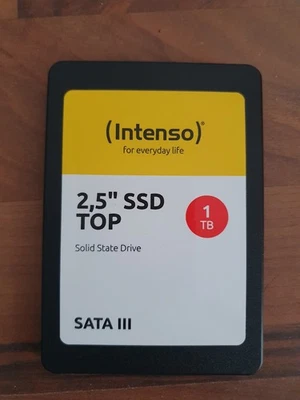 (intenso)®
for everyday life
2,5" SSD
TOP
1
TB
Solid State Drive
SATA III